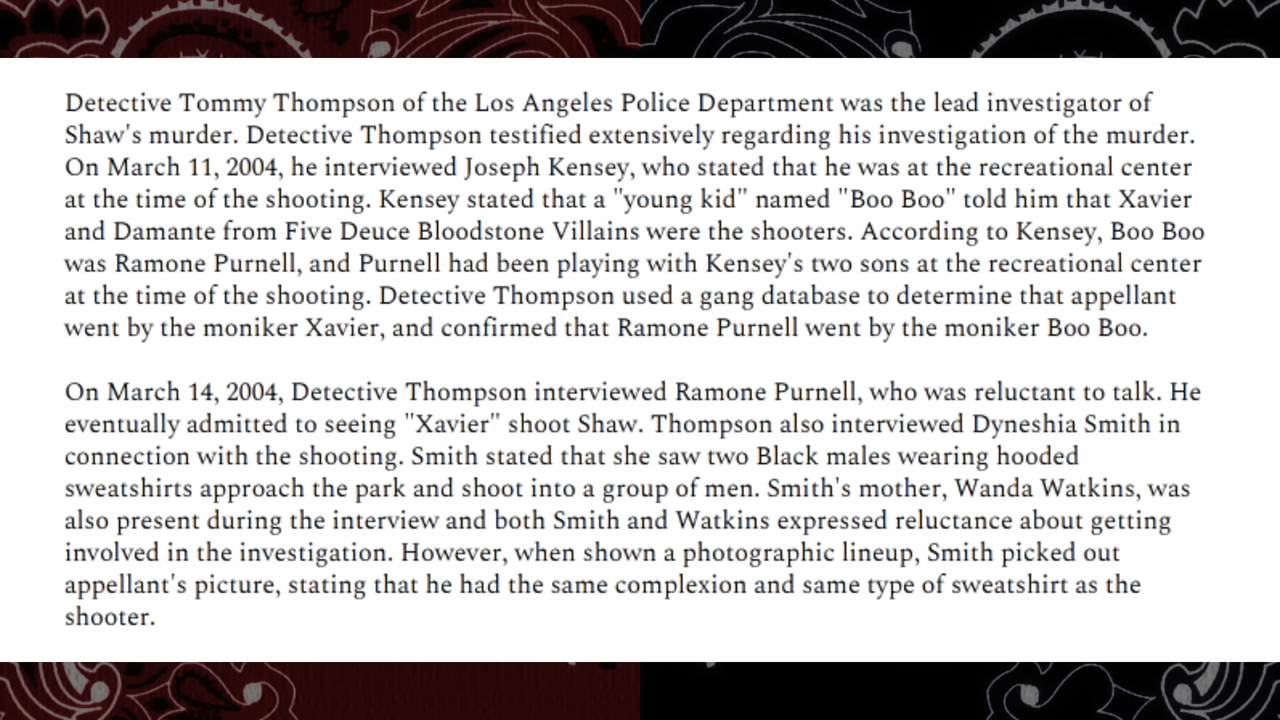 Detective Tommy Thompson of the Los Angeles Police Department was the lead investigator of
Shaw's murder. Detective Thompson testified extensively regarding his investigation of the murder.
On March 11, 2004, he interviewed Joseph Kensey, who stated that he was at the recreational center
at the time of the shooting. Kensey stated that a "young kid" named "Boo Boo" told him that Xavier
and Damante from Five Deuce Bloodstone Villains were the shooters. According to Kensey, Boo Boo
was Ramone Purnell, and Purnell had been playing with Kensey's two sons at the recreational center
at the time of the shooting. Detective Thompson used a gang database to determine that appellant
went by the moniker Xavier, and confirmed that Ramone Purnell went by the moniker Boo Boo.
On March 14, 2004, Detective Thompson interviewed Ramone Purnell, who was reluctant to talk. He
eventually admitted to seeing "Xavier" shoot Shaw. Thompson also interviewed Dyneshia Smith in
connection with the shooting. Smith stated that she saw two Black males wearing hooded
sweatshirts approach the park and shoot into a group of men. Smith's mother, Wanda Watkins, was
also present during the interview and both Smith and Watkins expressed reluctance about getting
involved in the investigation. However, when shown a photographic lineup, Smith picked out
appellant's picture, stating that he had the same complexion and same type of sweatshirt as the
shooter.